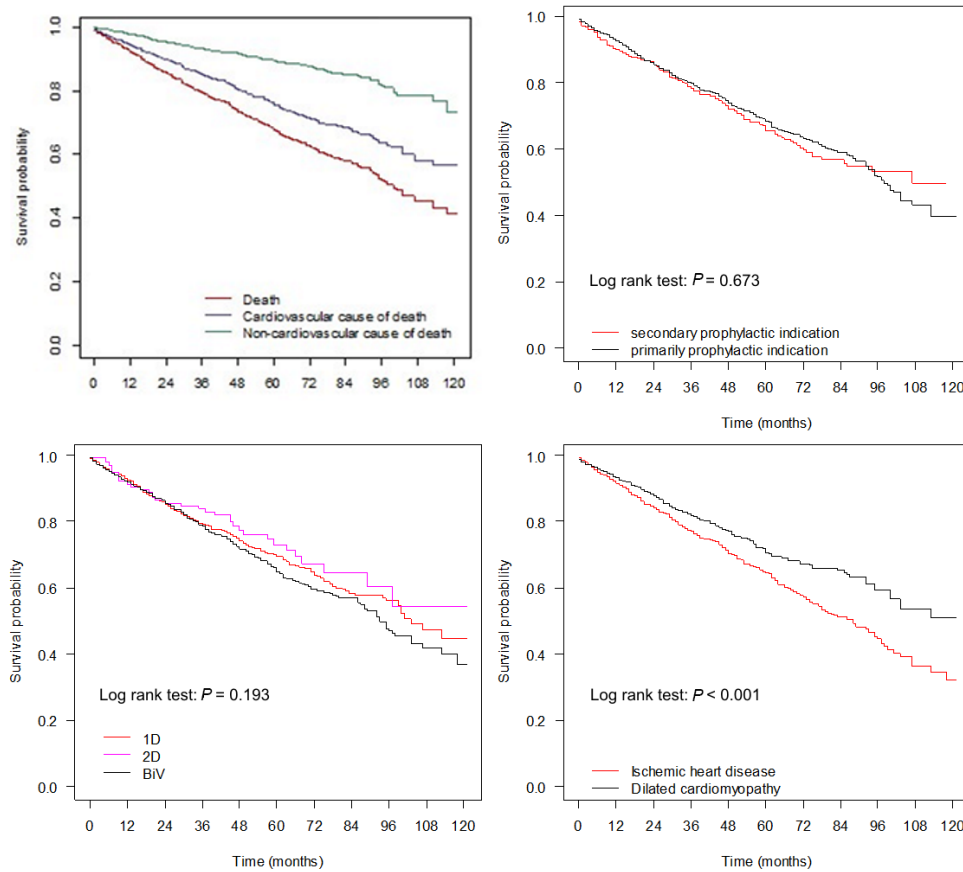 Survival probability
1.0
0.8
0.6
0.4
0.2
0.0
Death
Cardiovascular cause of death
Non-cardiovascular cause of death
0 12 24 36 48 60 72 84 96 108 120
Survival probability
1.0
0.8
0.6
0.4
0.2
0.0
Log rank test: P = 0.673
secondary prophylactic indication
primarily prophylactic indication
0 12 24 36 48 60 72 84 96 108 120
Time (months)
Survival probability
1.0
0.8
0.6
0.4
0.2
0.0
Log rank test: P = 0.193
1D
2D
BiV
0 12 24 36 48 60 72 84 96 108 120
Time (months)
Survival probability
1.0
0.8
0.6
0.4
0.2
0.0
Log rank test: P < 0.001
Ischemic heart disease
Dilated cardiomyopathy
0 12 24 36 48 60 72 84 96 108 120
Time (months)